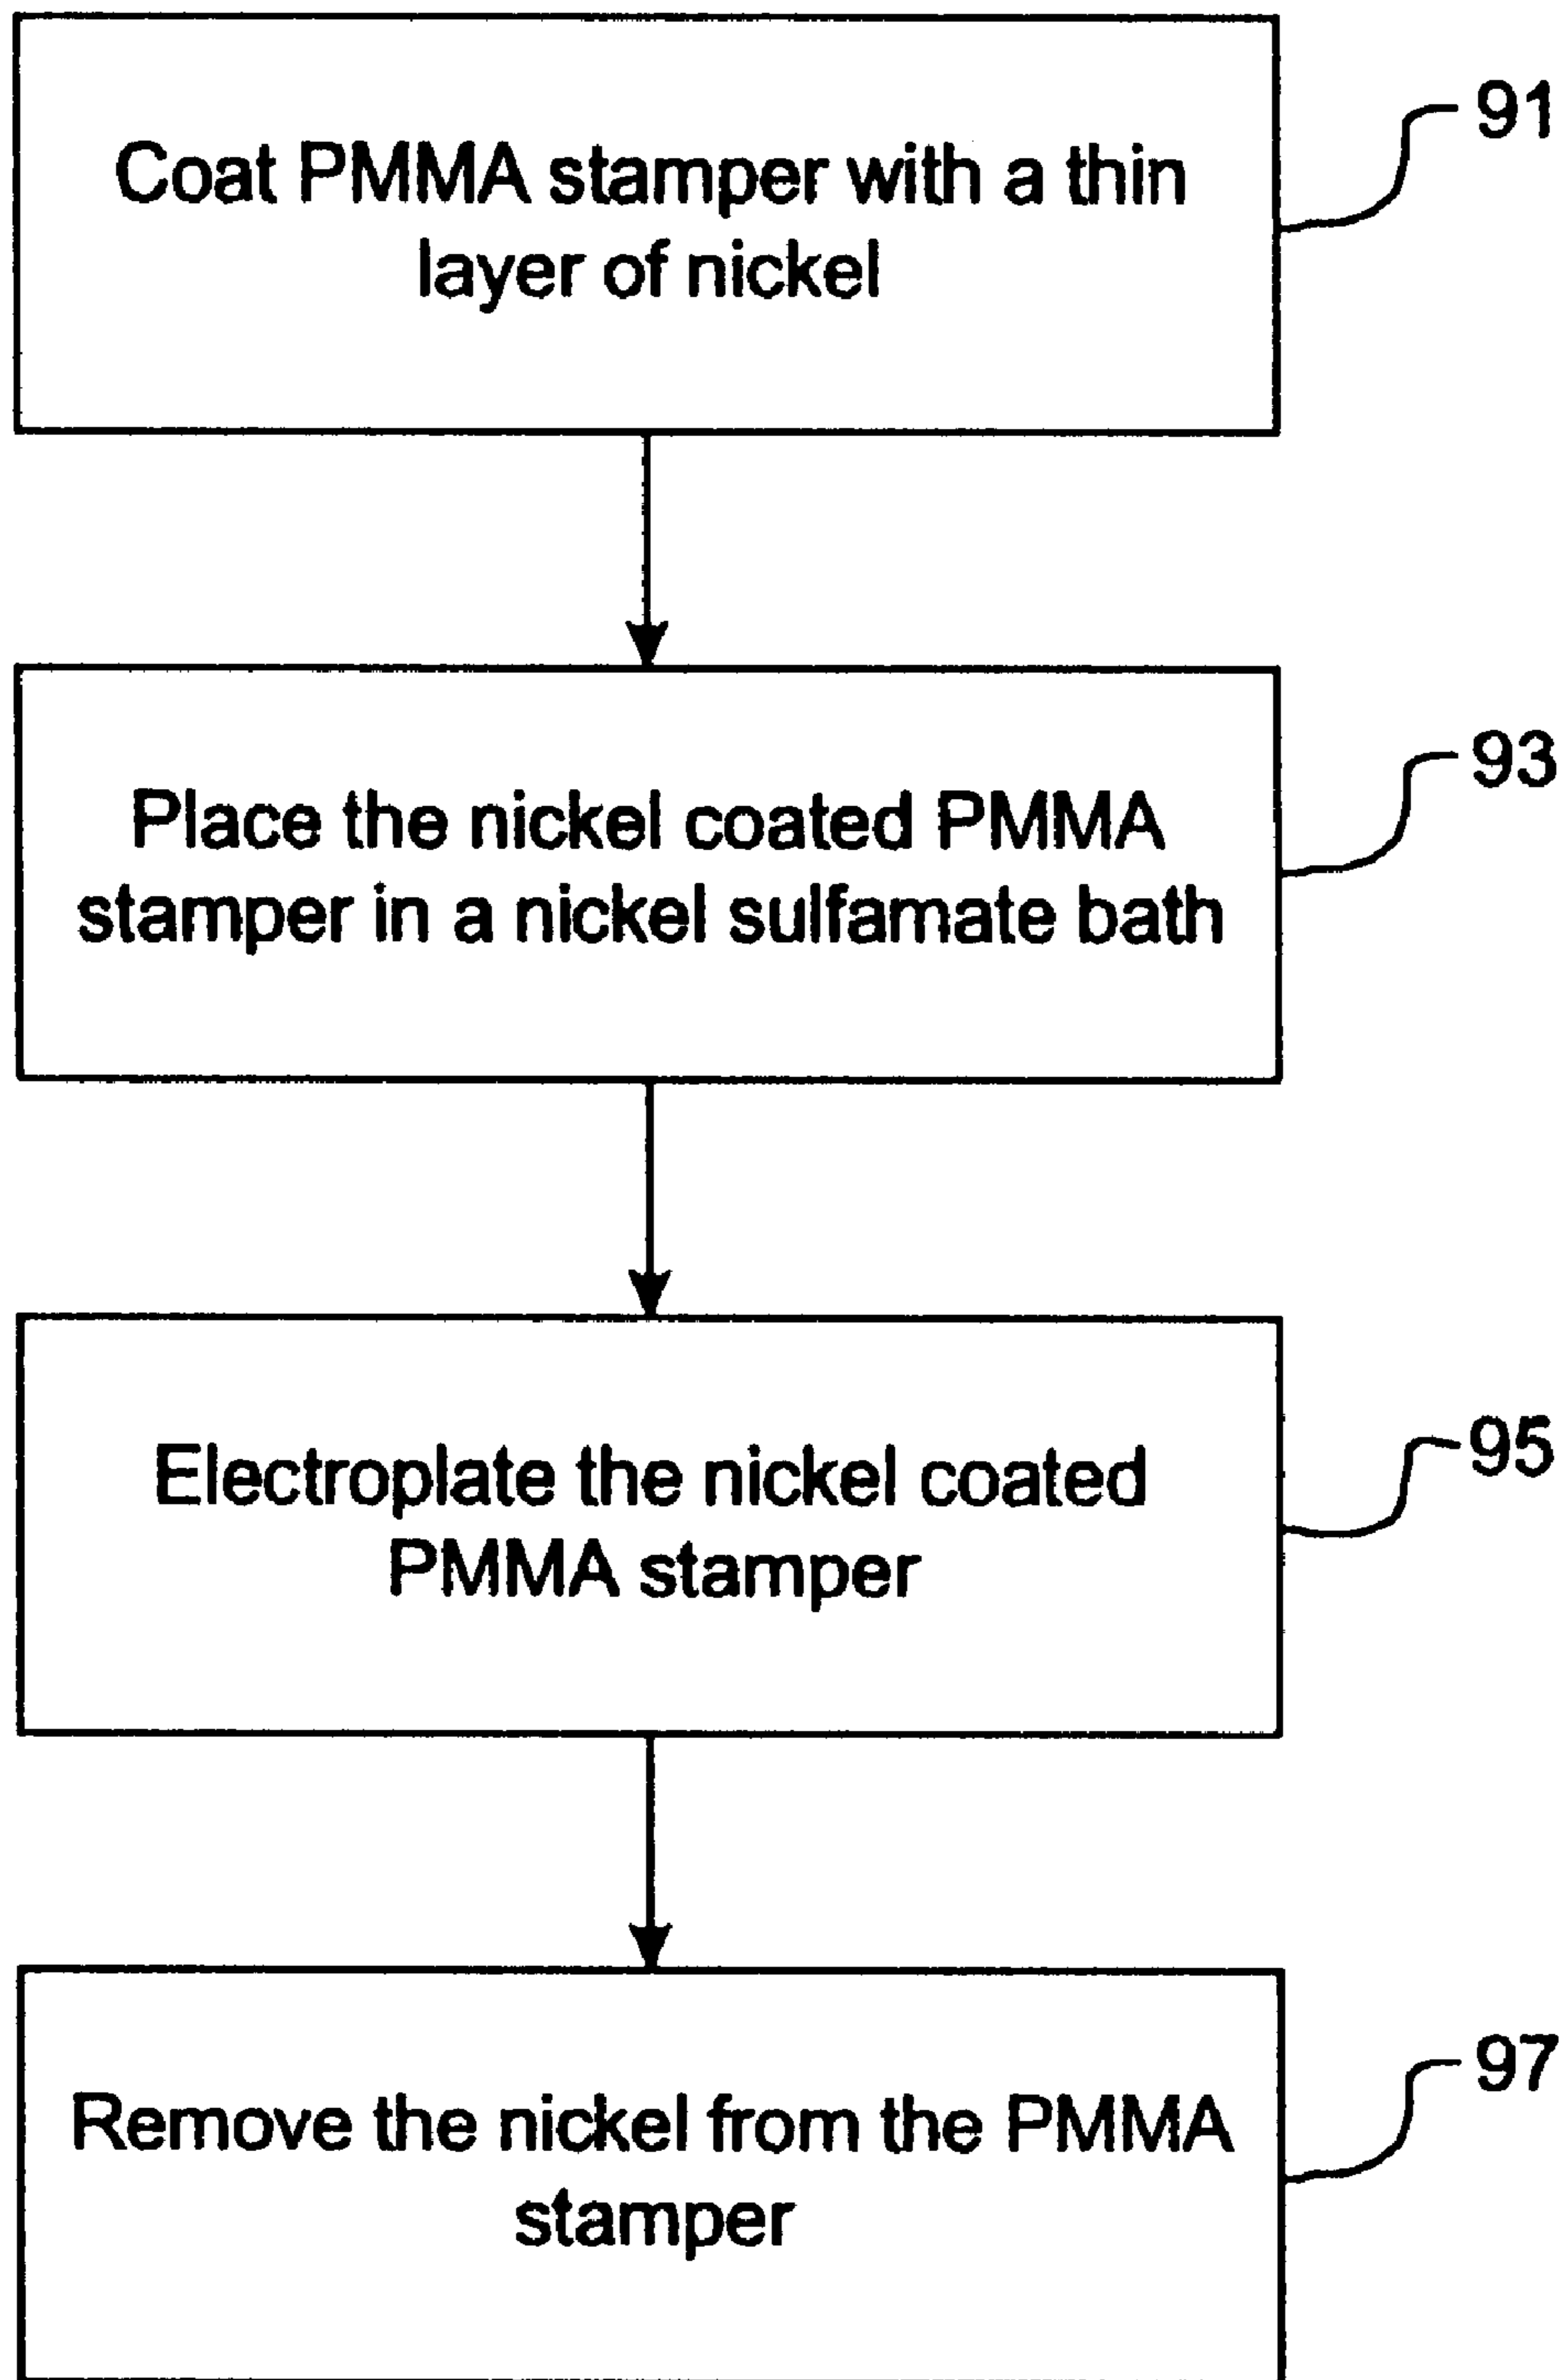 Coat PMMA stamper with a thin
layer of nickel
91
Place the nickel coated PMMA
stamper in a nickel sulfamate bath
93
Electroplate the nickel coated
PMMA stamper
95
Remove the nickel from the PMMA
stamper
97